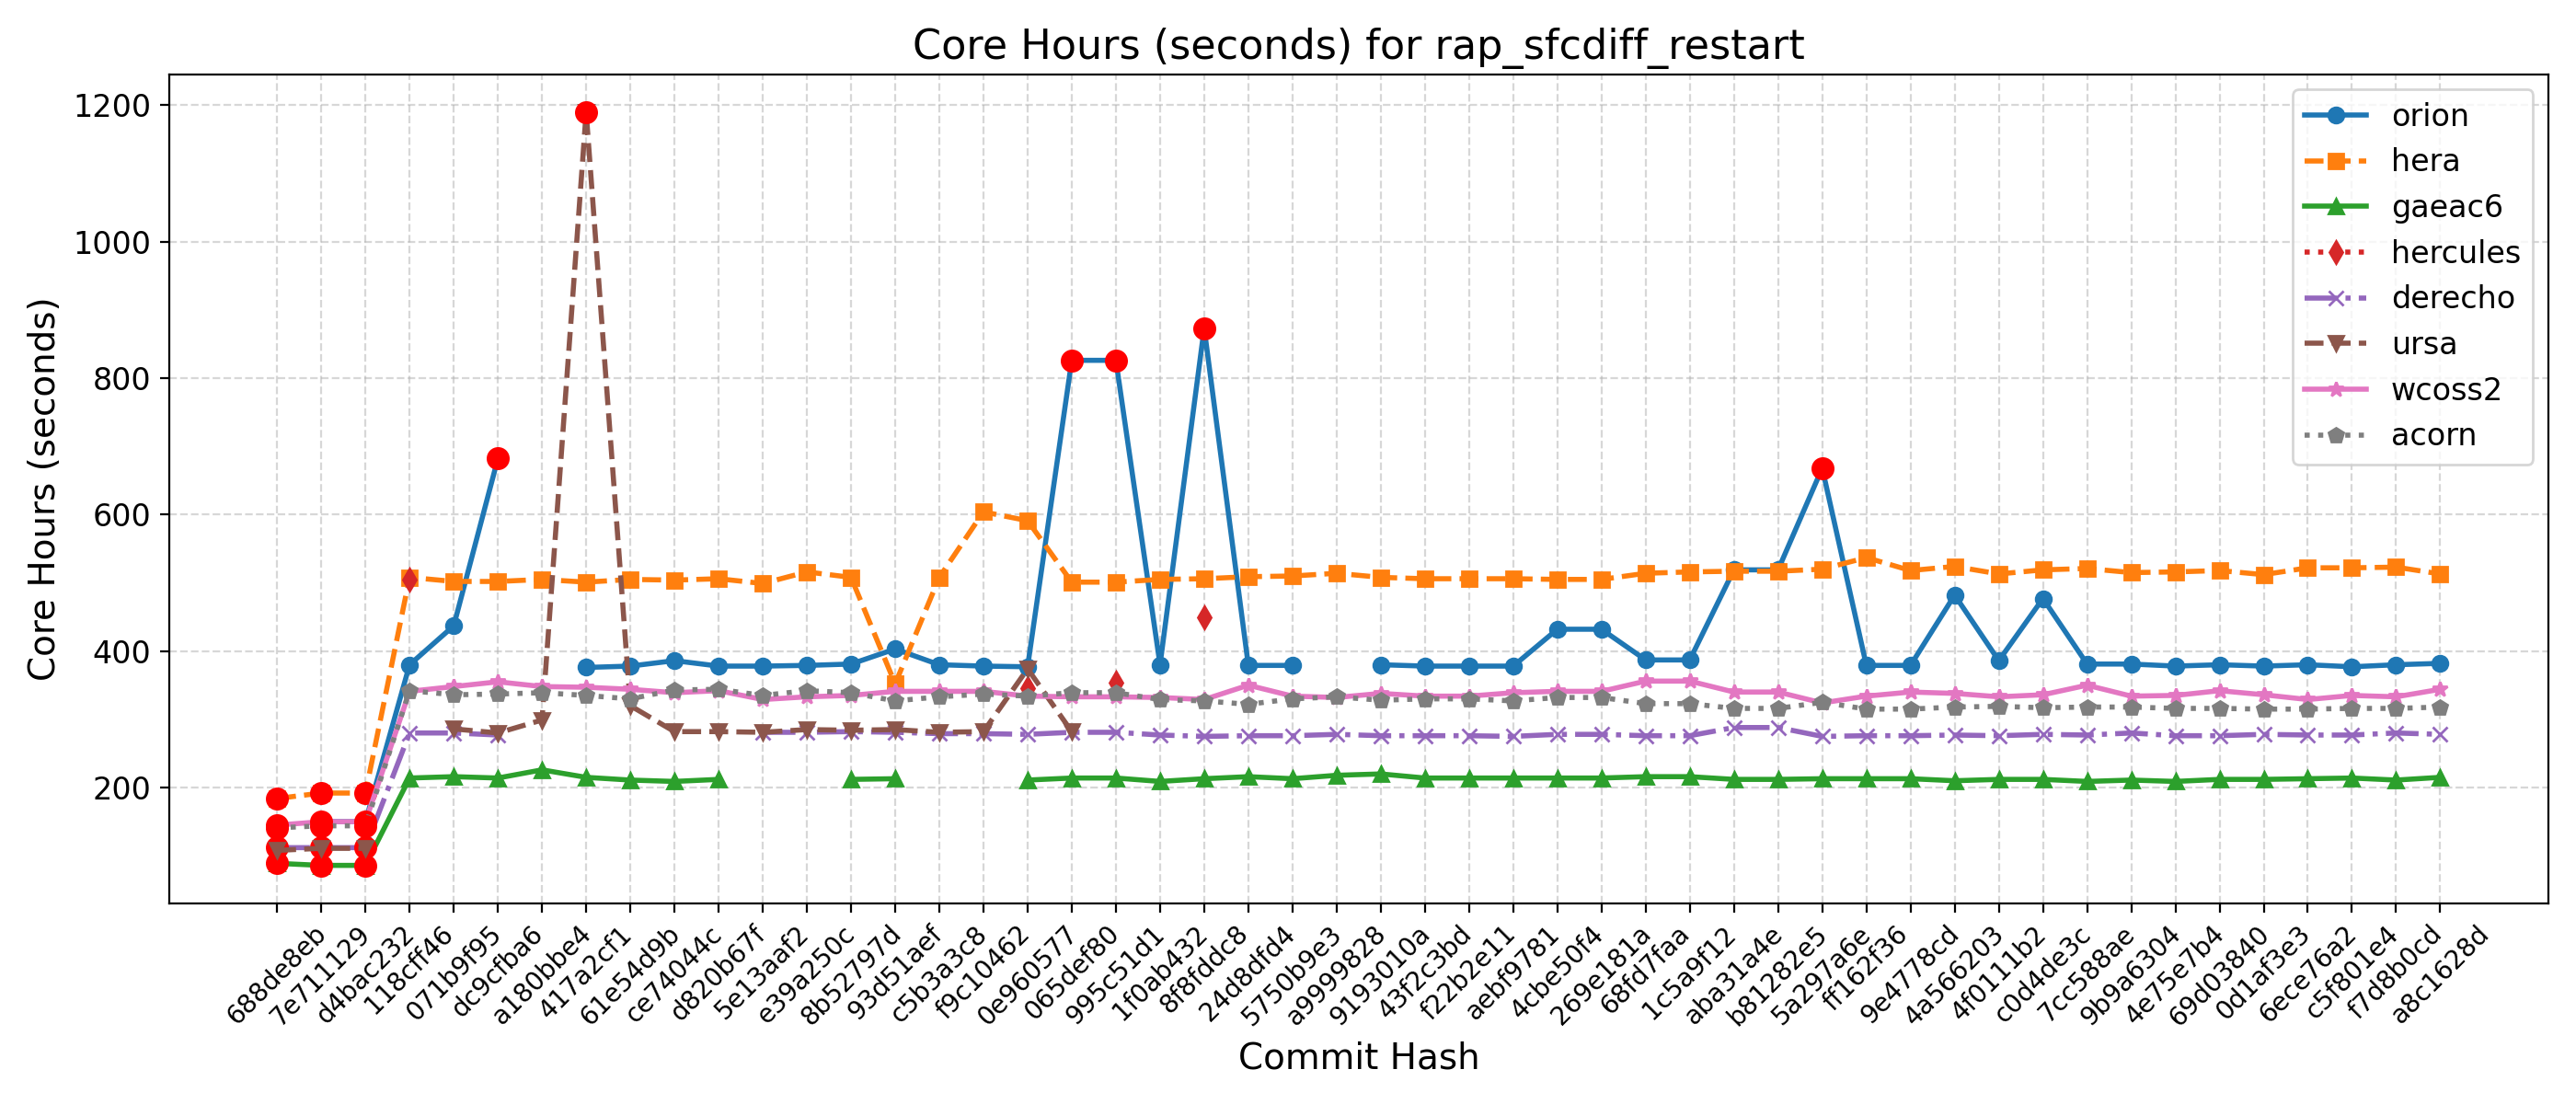 Core Hours (seconds) for rap_sfcdiff_restart
Core Hours (seconds)
1200
1000
800
600
400
200
orion
hera
gaeac6
hercules
derecho
ursa
wcoss2
acorn
688de8eb
7e711129
d4bac232
118cff46
071b9f95
dc9cfba6
a180bbe4
417a2cf1
61e54d9b
ce74044c
d820b67f
5e13aaf2
e39a250c
8b52797d
93d51aef
c5b3a3c8
f9c10462
0e960577
065def80
995c51d1
1f0ab432
8f8fddc8
24d8dfd4
5750b9e3
a9999828
9193010a
43f2c3bd
f22b2e11
aebf9781
4cbe50f4
269e181a
68fd7faa
1c5a9f12
aba31a4e
b81282e5
5a297a6e
ff162f36
9e4778cd
4a566203
4f0111b2
c0d4de3c
7cc588ae
9b9a6304
4e75e7b4
69d03840
0d1af3e3
6ece76a2
c5f801e4
f7d8b0cd
a8c1628d
Commit Hash